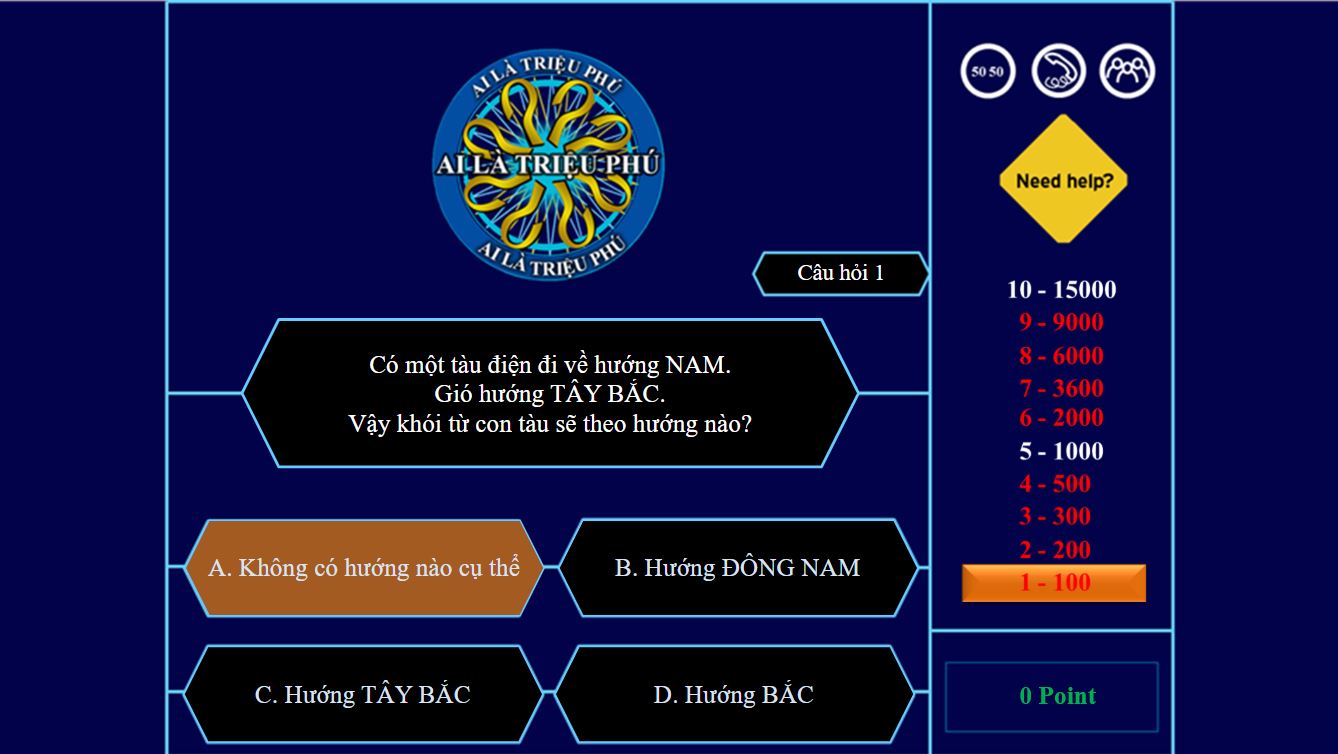 AI LÀ TRIỆU PHÚ
AI LÀ TRIỆU PHÚ
AI LÀ TRIỆU PHÚ
Câu hỏi 1
Có một tàu điện đi về hướng NAM.
Gió hướng TÂY BẮC.
Vậy khói từ con tàu sẽ theo hướng nào?
A. Không có hướng nào cụ thể
B. Hướng ĐÔNG NAM
C. Hướng TÂY BẮC
D. Hướng BẮC
50 50
Need help?
10 - 15000
9 - 9000
8 - 6000
7 - 3600
6 - 2000
5 - 1000
4 - 500
3 - 300
2 - 200
1 - 100
0 Point